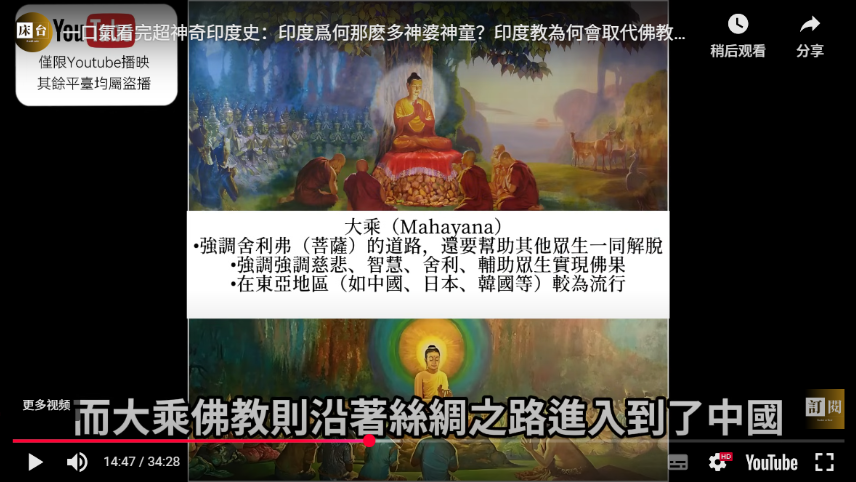 床台
YouTube
一口氣看完超神奇印度史：印度爲何那麼多神婆神童？印度教為何會取代佛教...
稍后观看
分享
僅限Youtube播映
其餘平臺均屬盜播
大乘（Mahayana）
•強調舍利弗（菩薩）的道路，還要幫助其他眾生一同解脫
•強調強調慈悲、智慧、舍利、輔助眾生實現佛果
•在東亞地區（如中國、日本、韓國等）較為流行
更多视频
訂閱
而大乘佛教則沿著絲綢之路進入到了中國
14:47 / 34:28
HD
YouTube